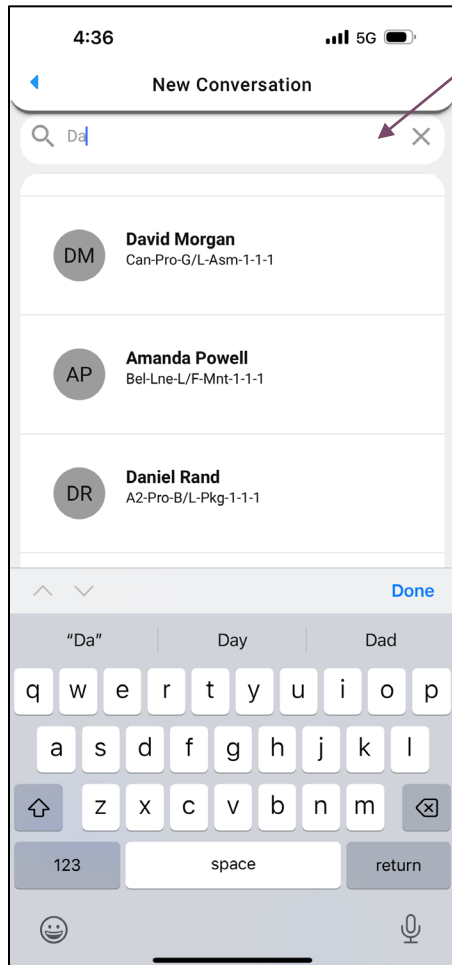 4:36
5G
New Conversation
Da
DM
David Morgan
Can-Pro-G/L-Asm-1-1-1
AP
Amanda Powell
Bel-Lne-L/F-Mnt-1-1-1
DR
Daniel Rand
A2-Pro-B/L-Pkg-1-1-1
Done
“Da” Day Dad
q w e r t y u i o p
a s d f g h j k l
z x c v b n m
123 space return